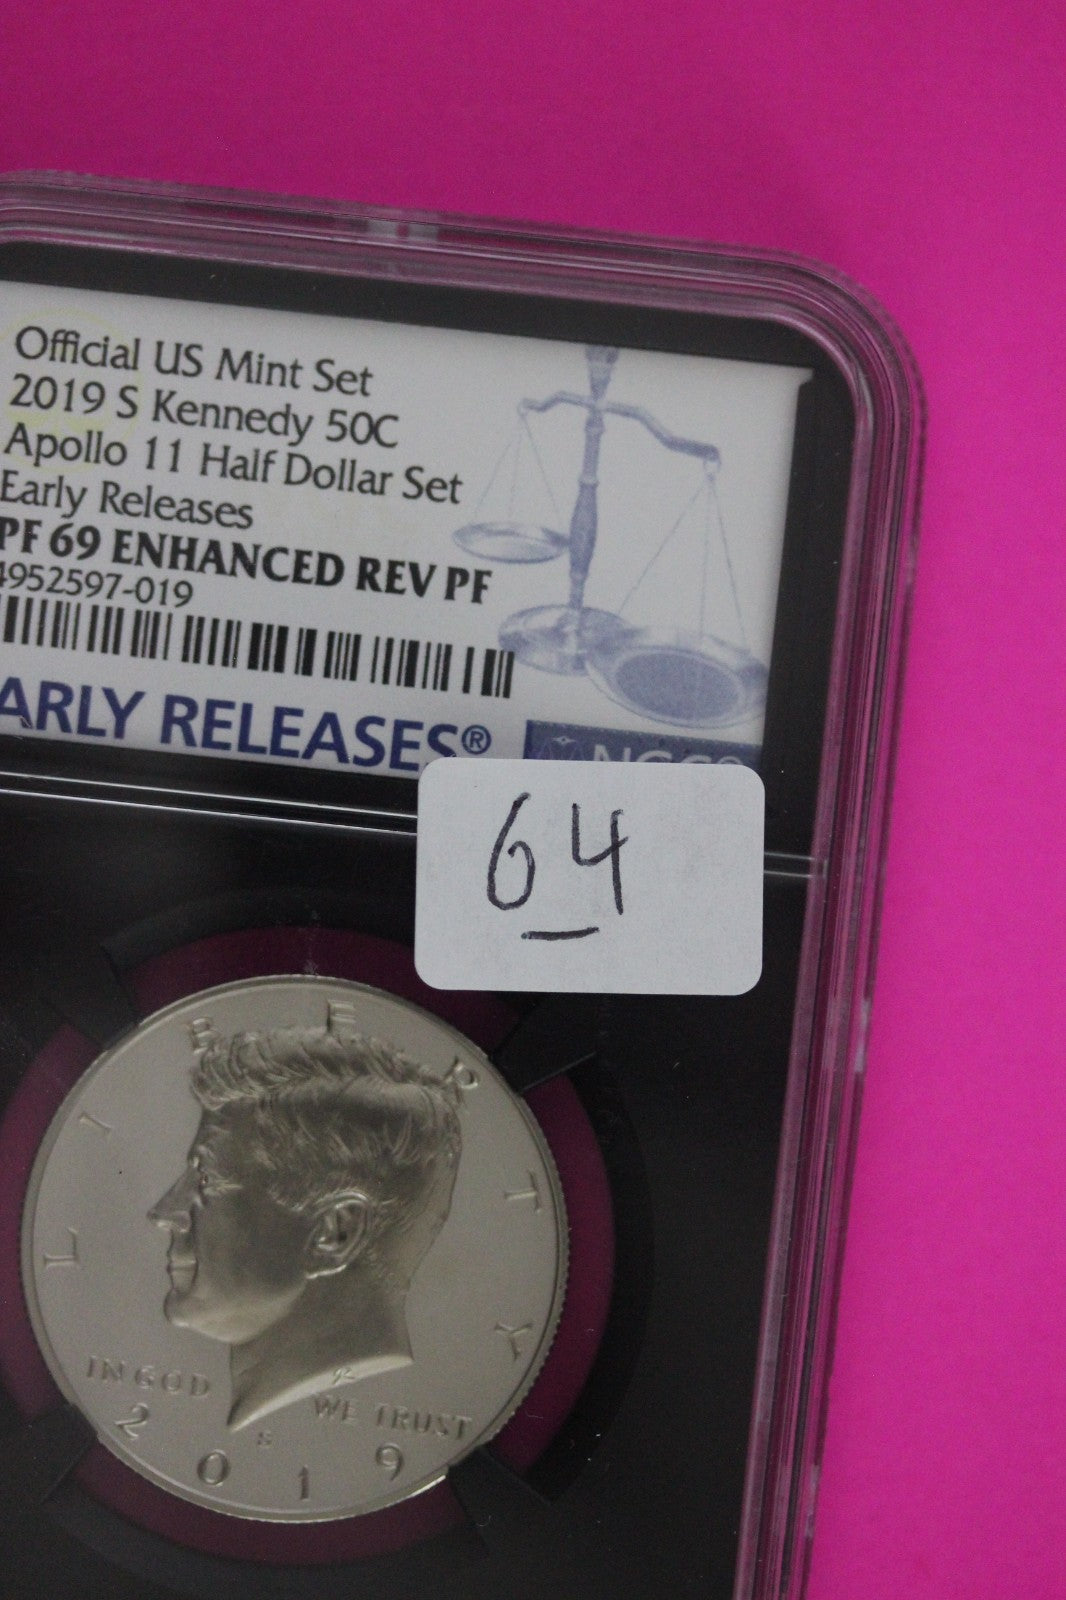 Official US Mint Set
2019 S Kennedy 50C
Apollo 11 Half Dollar Set
Early Releases
PF 69 ENHANCED REV PF
4952597-019
EARLY RELEASES®
64
LIBERTY
IN GOD
WE TRUST
S
2019